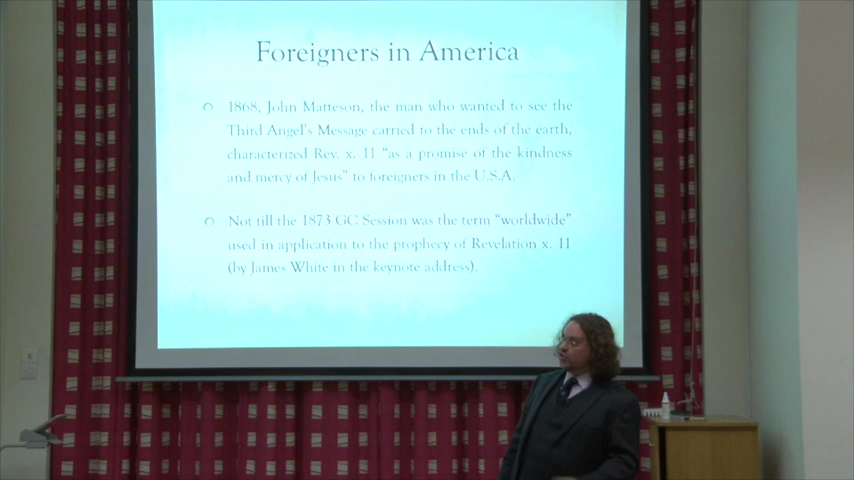 Foreigners in America
1868, John Matteson, the man who wanted to see the
Third Angel's Message carried to the ends of the earth,
characterized Rev. x. 11 “as a promise of the kindness
and mercy of Jesus” to foreigners in the U.S.A.
Not till the 1873 GC Session was the term “worldwide”
used in application to the prophecy of Revelation x. 11
(by James White in the keynote address).